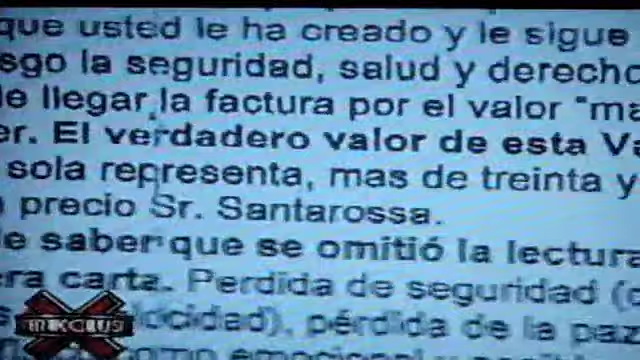 que usted le ha creado y le sigue
sgo la seguridad, salud y derecho
le llegar la factura por el valor "ma
er. El verdadero valor de esta Va
sola representa, mas de treinta y
precio Sr. Santarossa.
de saber que se omitió la lectura
era carta. Perdida de seguridad (
pérdida de la paz